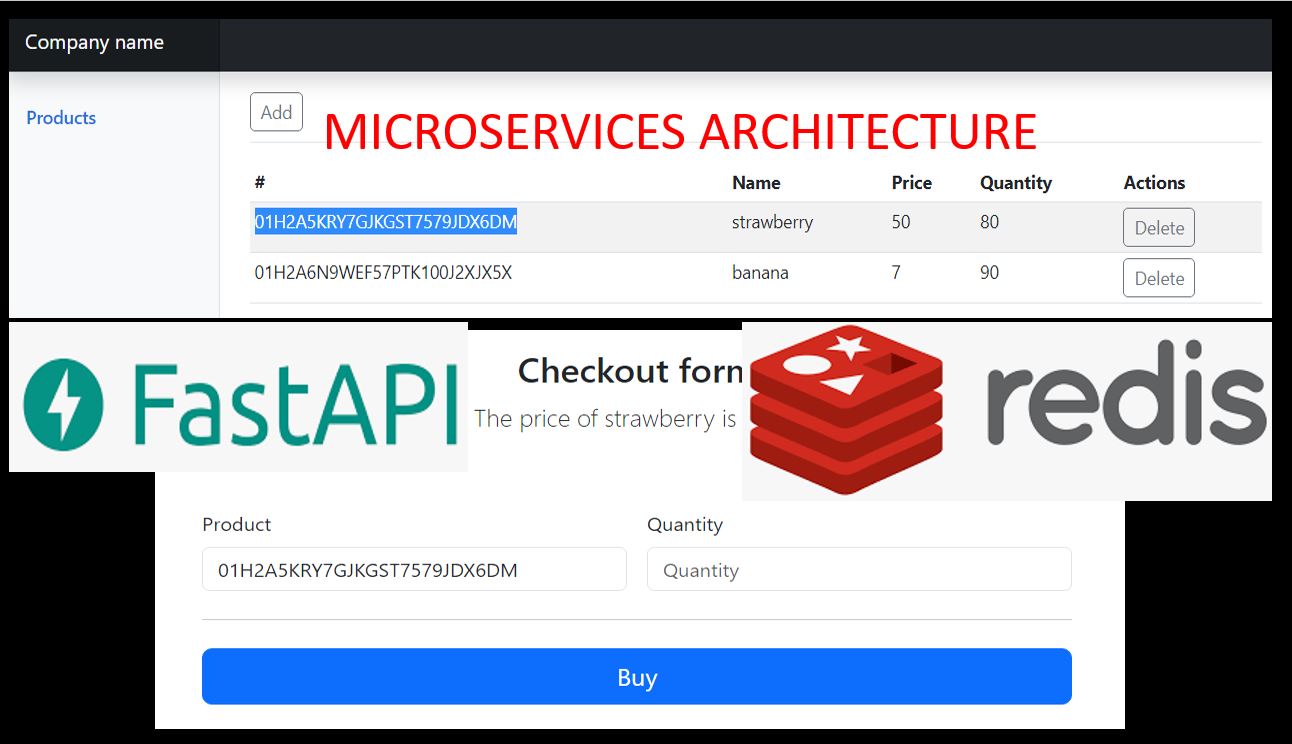 Company name
Products
Add
MICROSERVICES ARCHITECTURE
# Name Price Quantity Actions
01H2A5KRY7GJKGST7579JDX6DM strawberry 50 80 Delete
01H2A6N9WEF57PTK100J2XJX5X banana 7 90 Delete
FastAPI
Checkout form
The price of strawberry is
redis
Product Quantity
01H2A5KRY7GJKGST7579JDX6DM Quantity
Buy